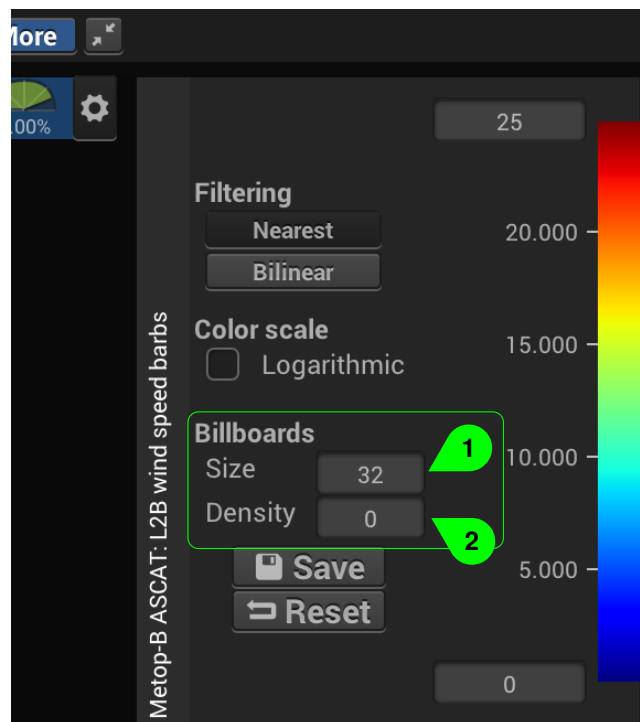 More
.00%
Metop-B ASCAT: L2B wind speed barbs
25
Filtering
Nearest
Bilinear
20.000
Color scale
Logarithmic
15.000
Billboards
Size 32
1
10.000
Density 0
2
Save
5.000
Reset
0